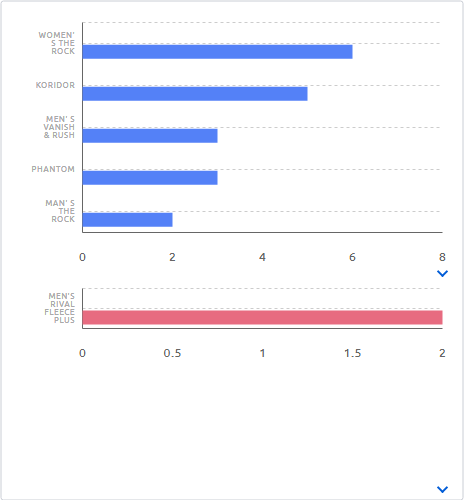 WOMEN'
S THE
ROCK
KORIDOR
MEN' S
VANISH
& RUSH
PHANTOM
MAN' S
THE
ROCK
0 2 4 6 8
MEN'S
RIVAL
FLEECE
PLUS
0 0.5 1 1.5 2